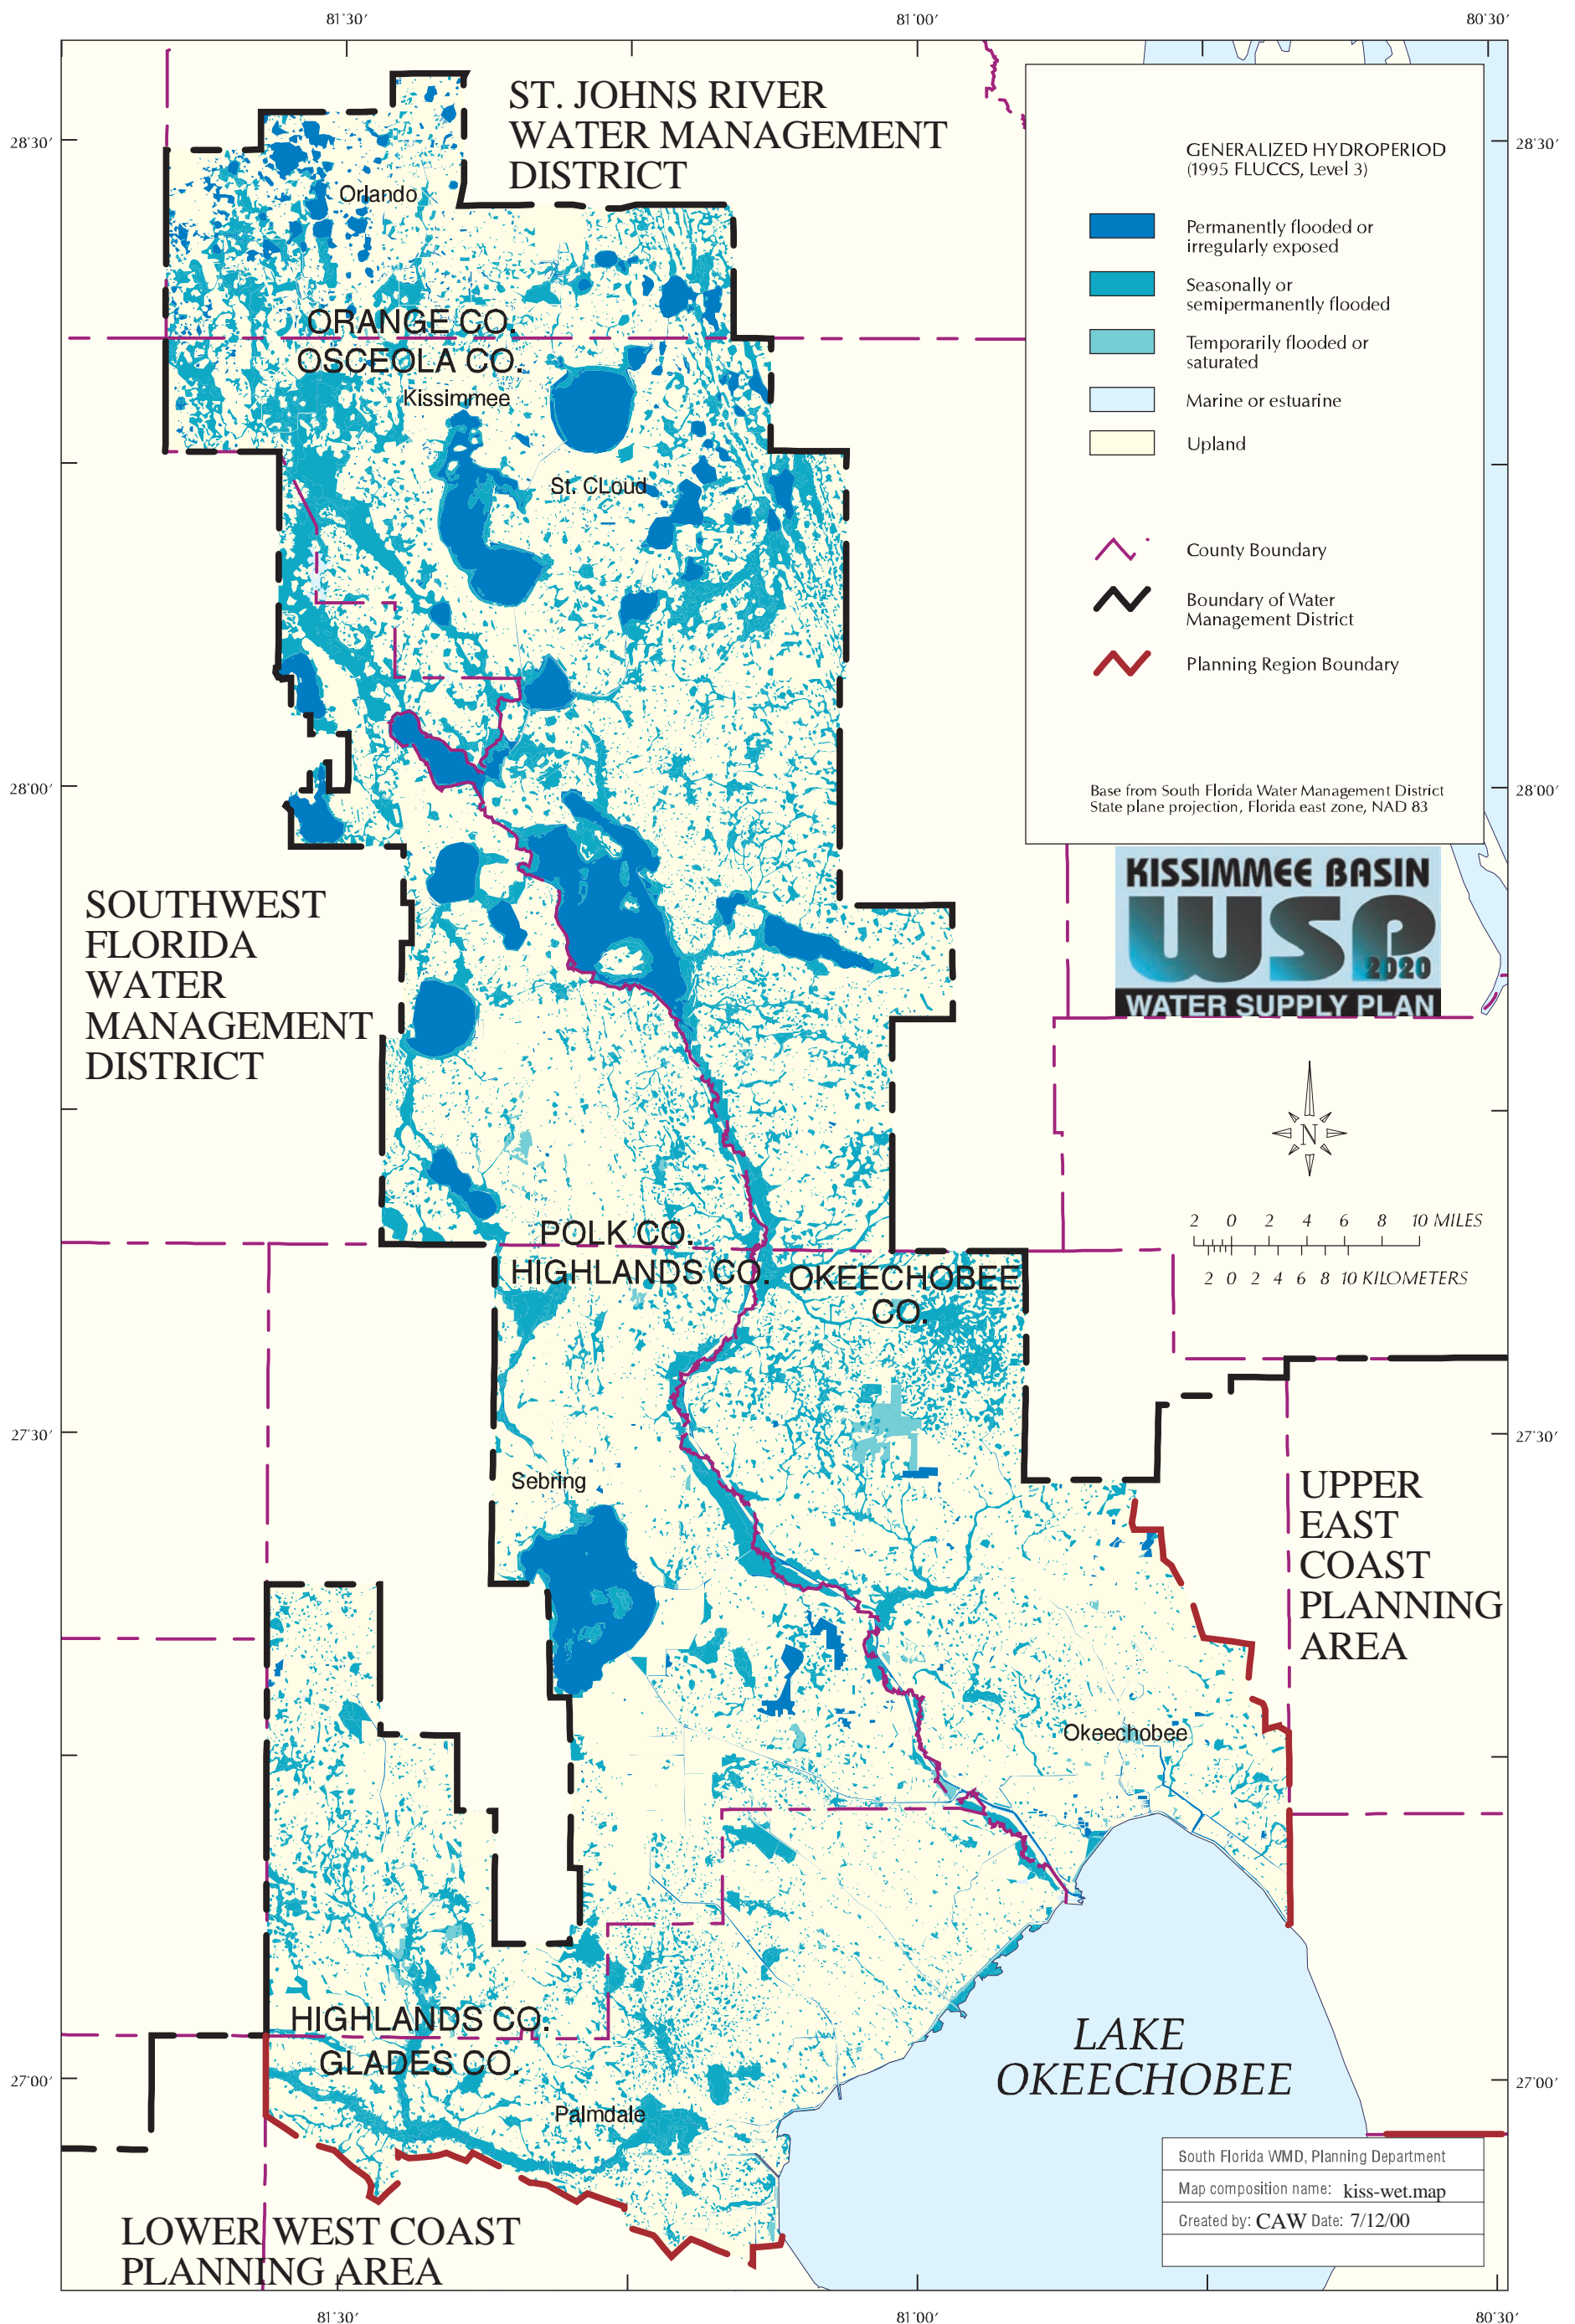 81°30′
81°00′
80°30′
ST. JOHNS RIVER
WATER MANAGEMENT
DISTRICT
28°30′
28°30′
GENERALIZED HYDROPERIOD
(1995 FLUCCS, Level 3)
Permanently flooded or
irregularly exposed
Seasonally or
semipermanently flooded
Temporarily flooded or
saturated
Marine or estuarine
Upland
County Boundary
Boundary of Water
Management District
Planning Region Boundary
Base from South Florida Water Management District
State plane projection, Florida east zone, NAD 83
Orlando
ORANGE CO.
OSCEOLA CO.
Kissimmee
St. CLoud
28°00′
28°00′
KISSIMMEE BASIN
WSP
2020
WATER SUPPLY PLAN
SOUTHWEST
FLORIDA
WATER
MANAGEMENT
DISTRICT
N
2 0 2 4 6 8 10 MILES
2 0 2 4 6 8 10 KILOMETERS
POLK CO.
HIGHLANDS CO.
OKEECHOBEE
CO.
27°30′
27°30′
Sebring
UPPER
EAST
COAST
PLANNING
AREA
Okeechobee
HIGHLANDS CO.
GLADES CO.
LAKE
OKEECHOBEE
27°00′
27°00′
Palmdale
South Florida WMD, Planning Department
Map composition name: kiss-wet.map
Created by: CAW Date: 7/12/00
LOWER WEST COAST
PLANNING AREA
81°30′
81°00′
80°30′